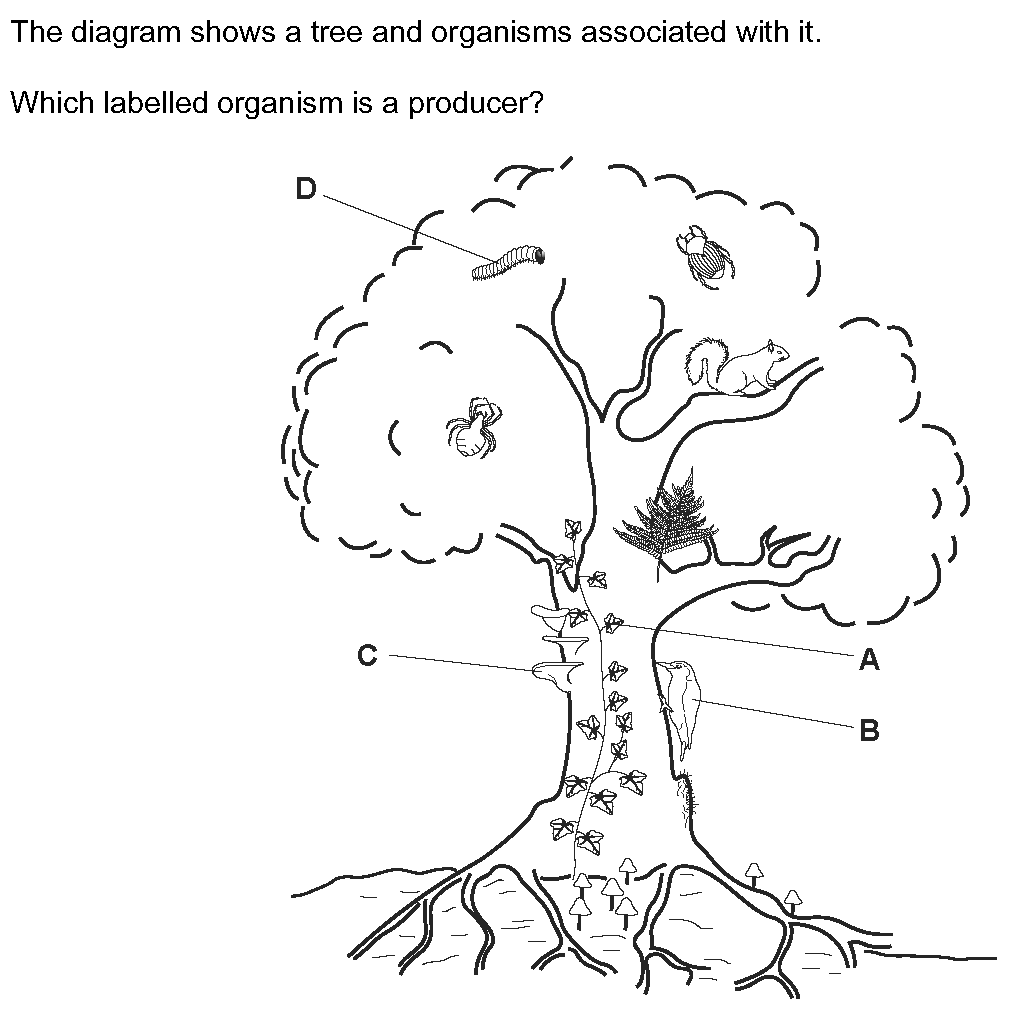 The diagram shows a tree and organisms associated with it.
Which labelled organism is a producer?
D
C
A
B